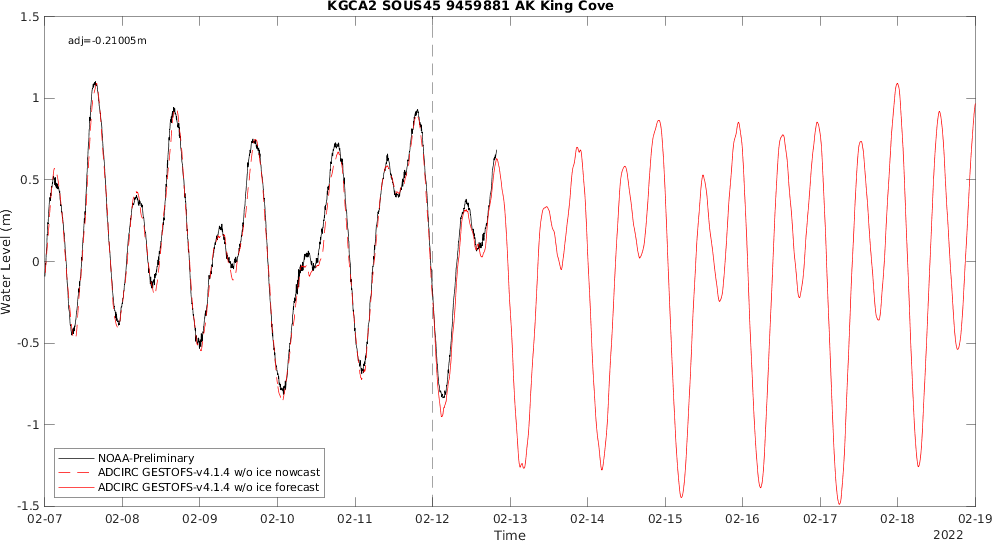 KGCA2 SOUS45 9459881 AK King Cove
adj=-0.21005m
Water Level (m)
1.5
1
0.5
0
-0.5
-1
-1.5
NOAA-Preliminary
ADCIRC GESTOFS-v4.1.4 w/o ice nowcast
ADCIRC GESTOFS-v4.1.4 w/o ice forecast
02-07 02-08 02-09 02-10 02-11 02-12 02-13 02-14 02-15 02-16 02-17 02-18 02-19
Time
2022